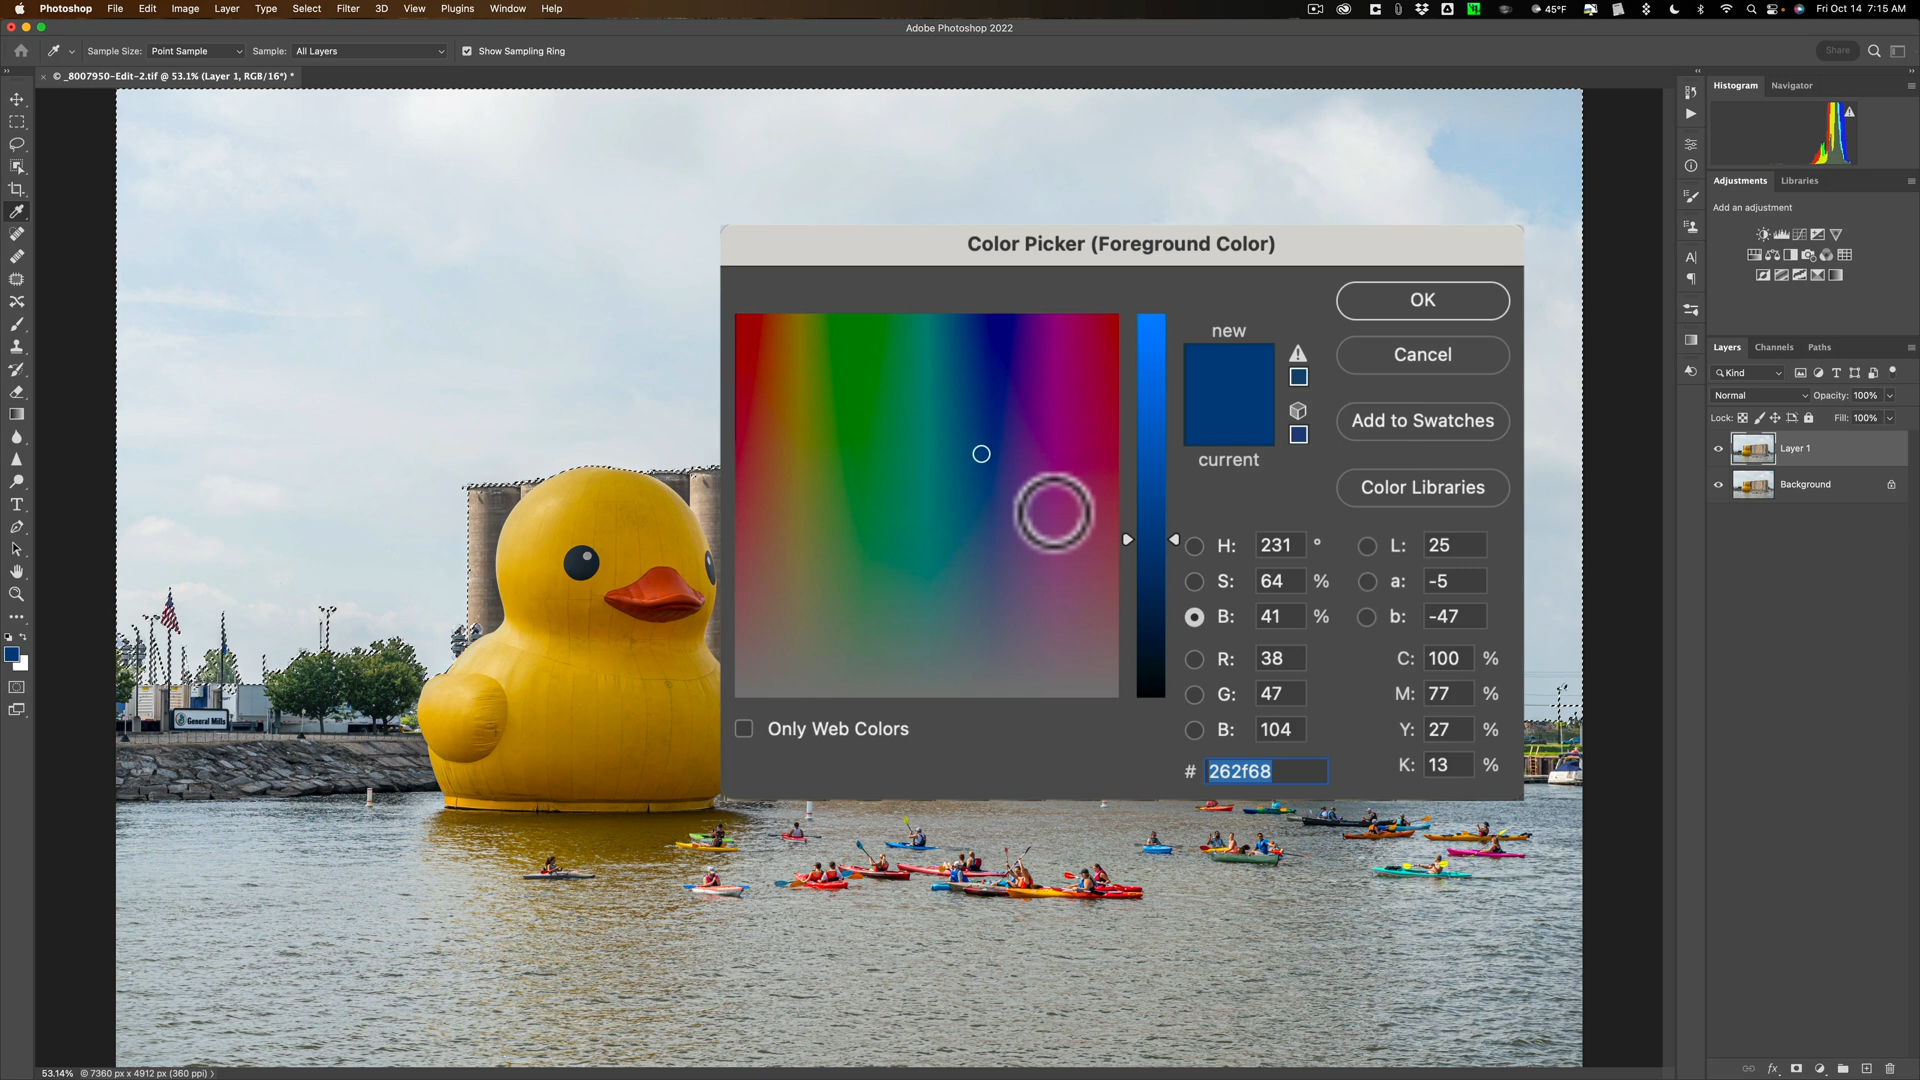 Photoshop File Edit Image Layer Type Select Filter 3D View Plugins Window Help 45°F Fri Oct 14 7:15 AM
Adobe Photoshop 2022
Sample Size: Point Sample Sample: All Layers Show Sampling Ring Share
© _8007950-Edit-2.tif @ 53.1% (Layer 1, RGB/16*) *
Histogram Navigator
Adjustments Libraries
Add an adjustment
Layers Channels Paths
Kind
Normal Opacity: 100%
Lock: Fill: 100%
Layer 1
Background
Color Picker (Foreground Color)
OK
new
Cancel
Add to Swatches
current
Color Libraries
H: 231 ° L: 25
S: 64 % a: -5
B: 41 % b: -47
R: 38 C: 100 %
G: 47 M: 77 %
Only Web Colors
B: 104 Y: 27 %
# 262f68 K: 13 %
General Mills
53.14% © 7360 px x 4912 px (360 ppi)